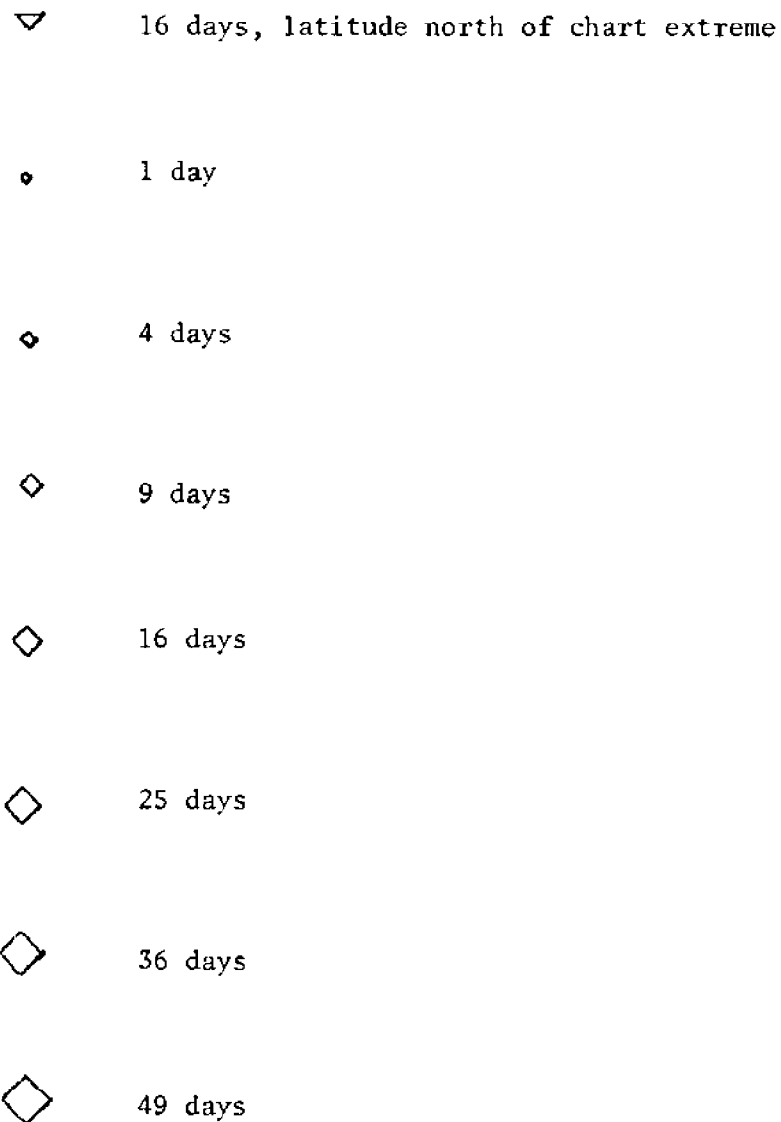 16 days, latitude north of chart extreme
1 day
4 days
9 days
16 days
25 days
36 days
49 days